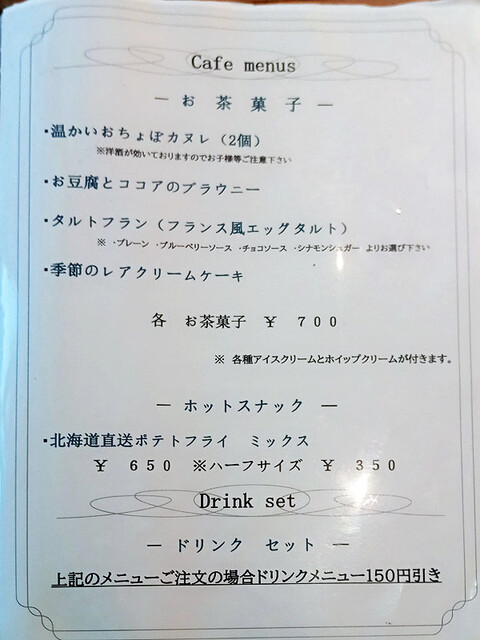 Cafe menus
― お 茶 菓 子 ―
・温かいおちょぼカヌレ（2個）
※洋酒が効いておりますのでお子様等ご注意下さい
・お豆腐とココアのブラウニー
・タルトフラン（フランス風エッグタルト）
※ ・プレーン ・ブルーベリーソース ・チョコソース ・シナモンシュガー よりお選び下さい
・季節のレアクリームケーキ
各 お茶菓子 ￥ 700
※ 各種アイスクリームとホイップクリームが付きます。
― ホットスナック ―
・北海道直送ポテトフライ ミックス
￥ 650 ※ハーフサイズ ￥ 350
Drink set
― ドリンク セット ―
上記のメニューご注文の場合ドリンクメニュー150円引き